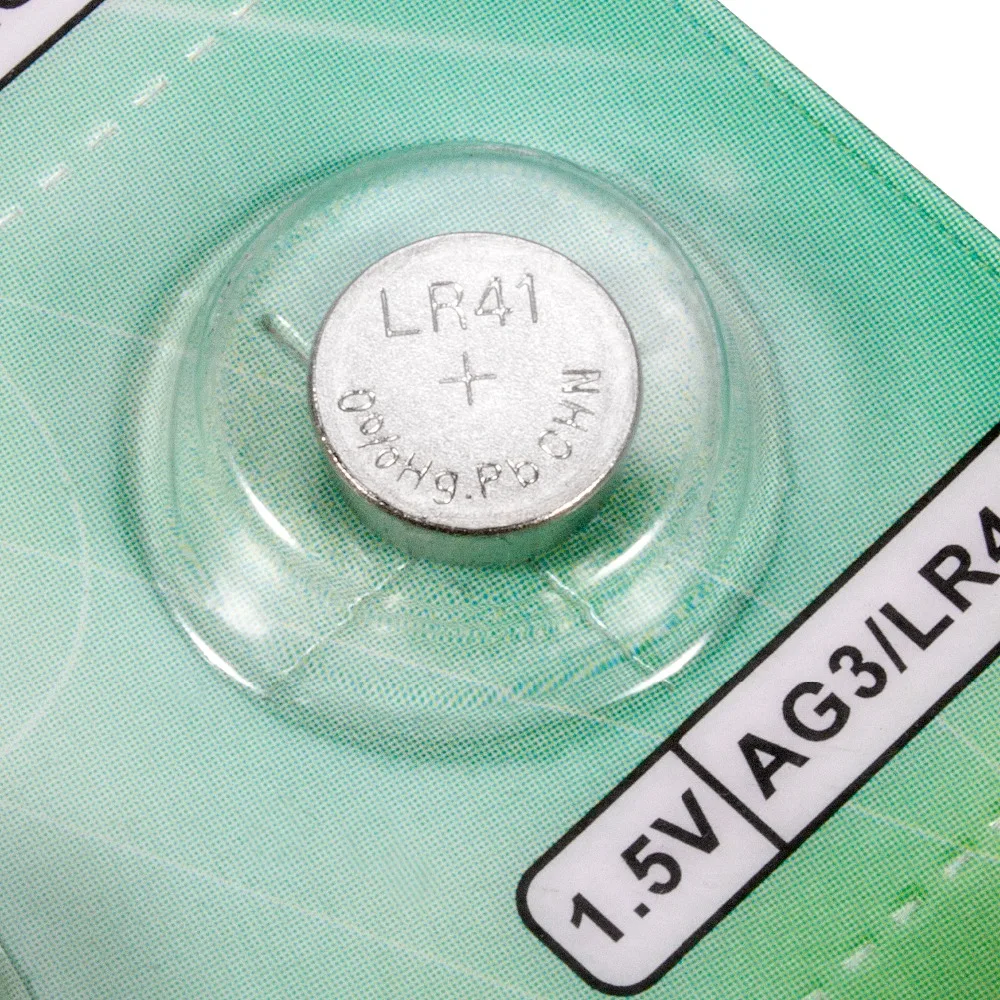 LR41
+
0%Hg.Pb CHN
1.5V AG3/LR4